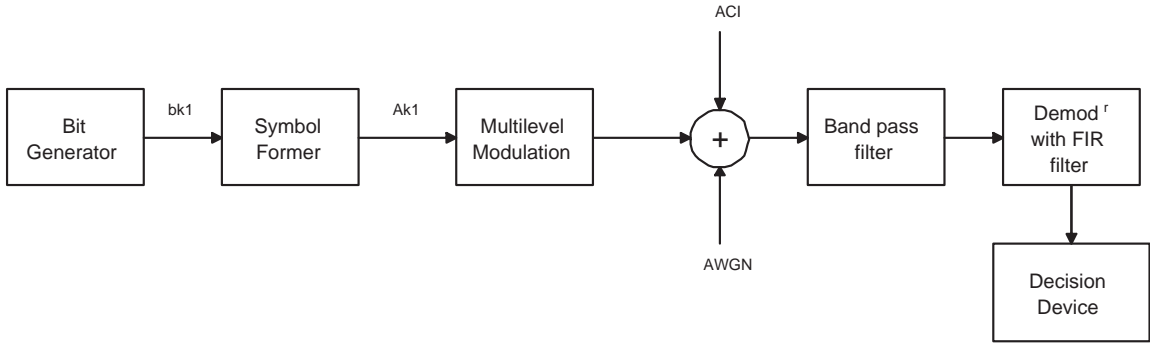 ACI
bk1
Ak1
Bit
Generator
Symbol
Former
Multilevel
Modulation
+
Band pass
filter
Demod r
with FIR
filter
AWGN
Decision
Device